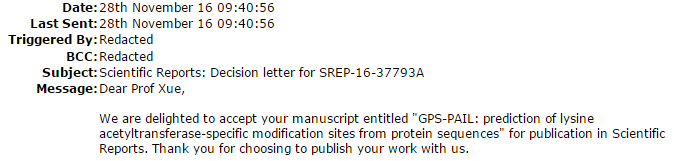 Date: 28th November 16 09:40:56
Last Sent: 28th November 16 09:40:56
Triggered By: Redacted
BCC: Redacted
Subject: Scientific Reports: Decision letter for SREP-16-37793A
Message: Dear Prof Xue,
We are delighted to accept your manuscript entitled "GPS-PAIL: prediction of lysine
acetyltransferase-specific modification sites from protein sequences" for publication in Scientific
Reports. Thank you for choosing to publish your work with us.